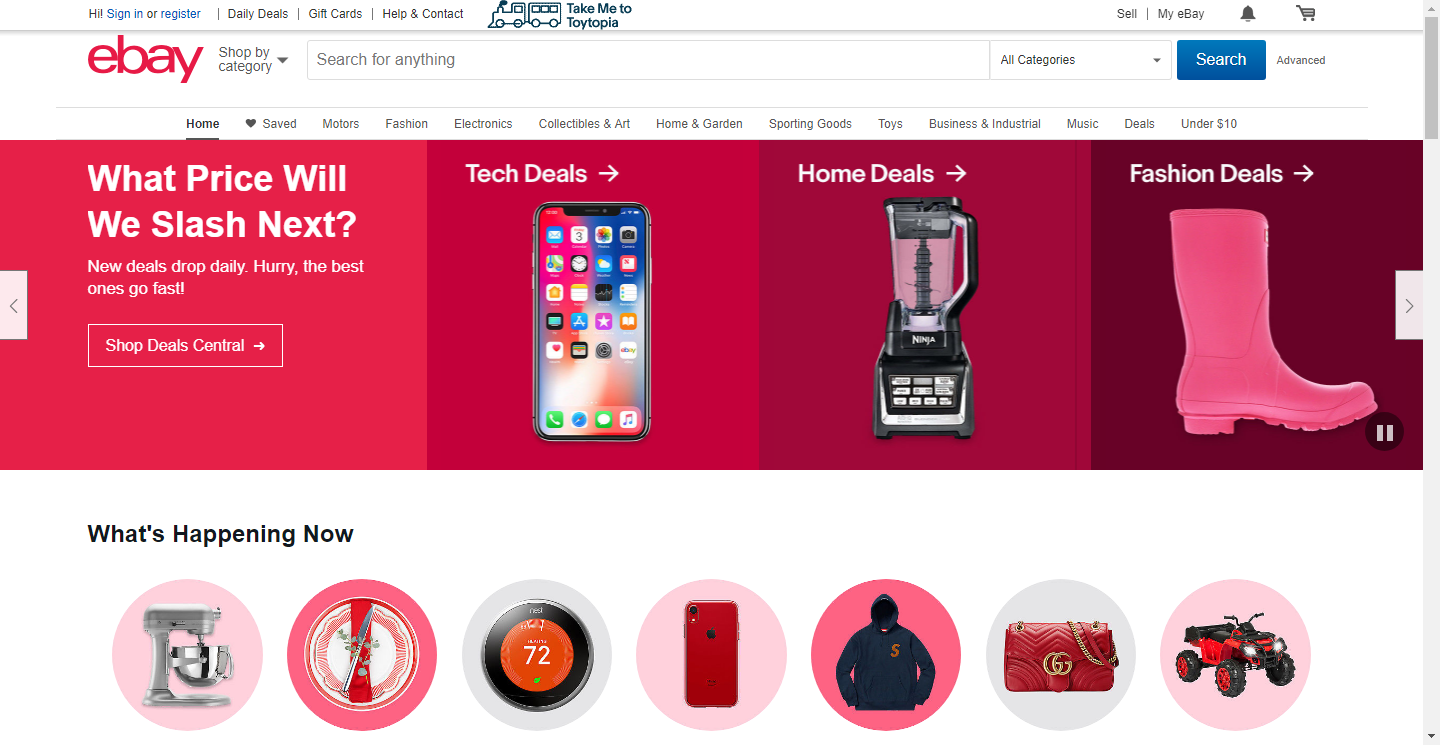 Hi! Sign in or register
Daily Deals
Gift Cards
Help & Contact
Take Me to
Toytopia
Sell
My eBay
ebay
Shop by
category
Search for anything
All Categories
Search
Advanced
Home
Saved
Motors
Fashion
Electronics
Collectibles & Art
Home & Garden
Sporting Goods
Toys
Business & Industrial
Music
Deals
Under $10
What Price Will
We Slash Next?
New deals drop daily. Hurry, the best
ones go fast!
Shop Deals Central →
Tech Deals →
3
Home Deals →
NINJA
Fashion Deals →
What's Happening Now
nest
HEATING
72
S
GG